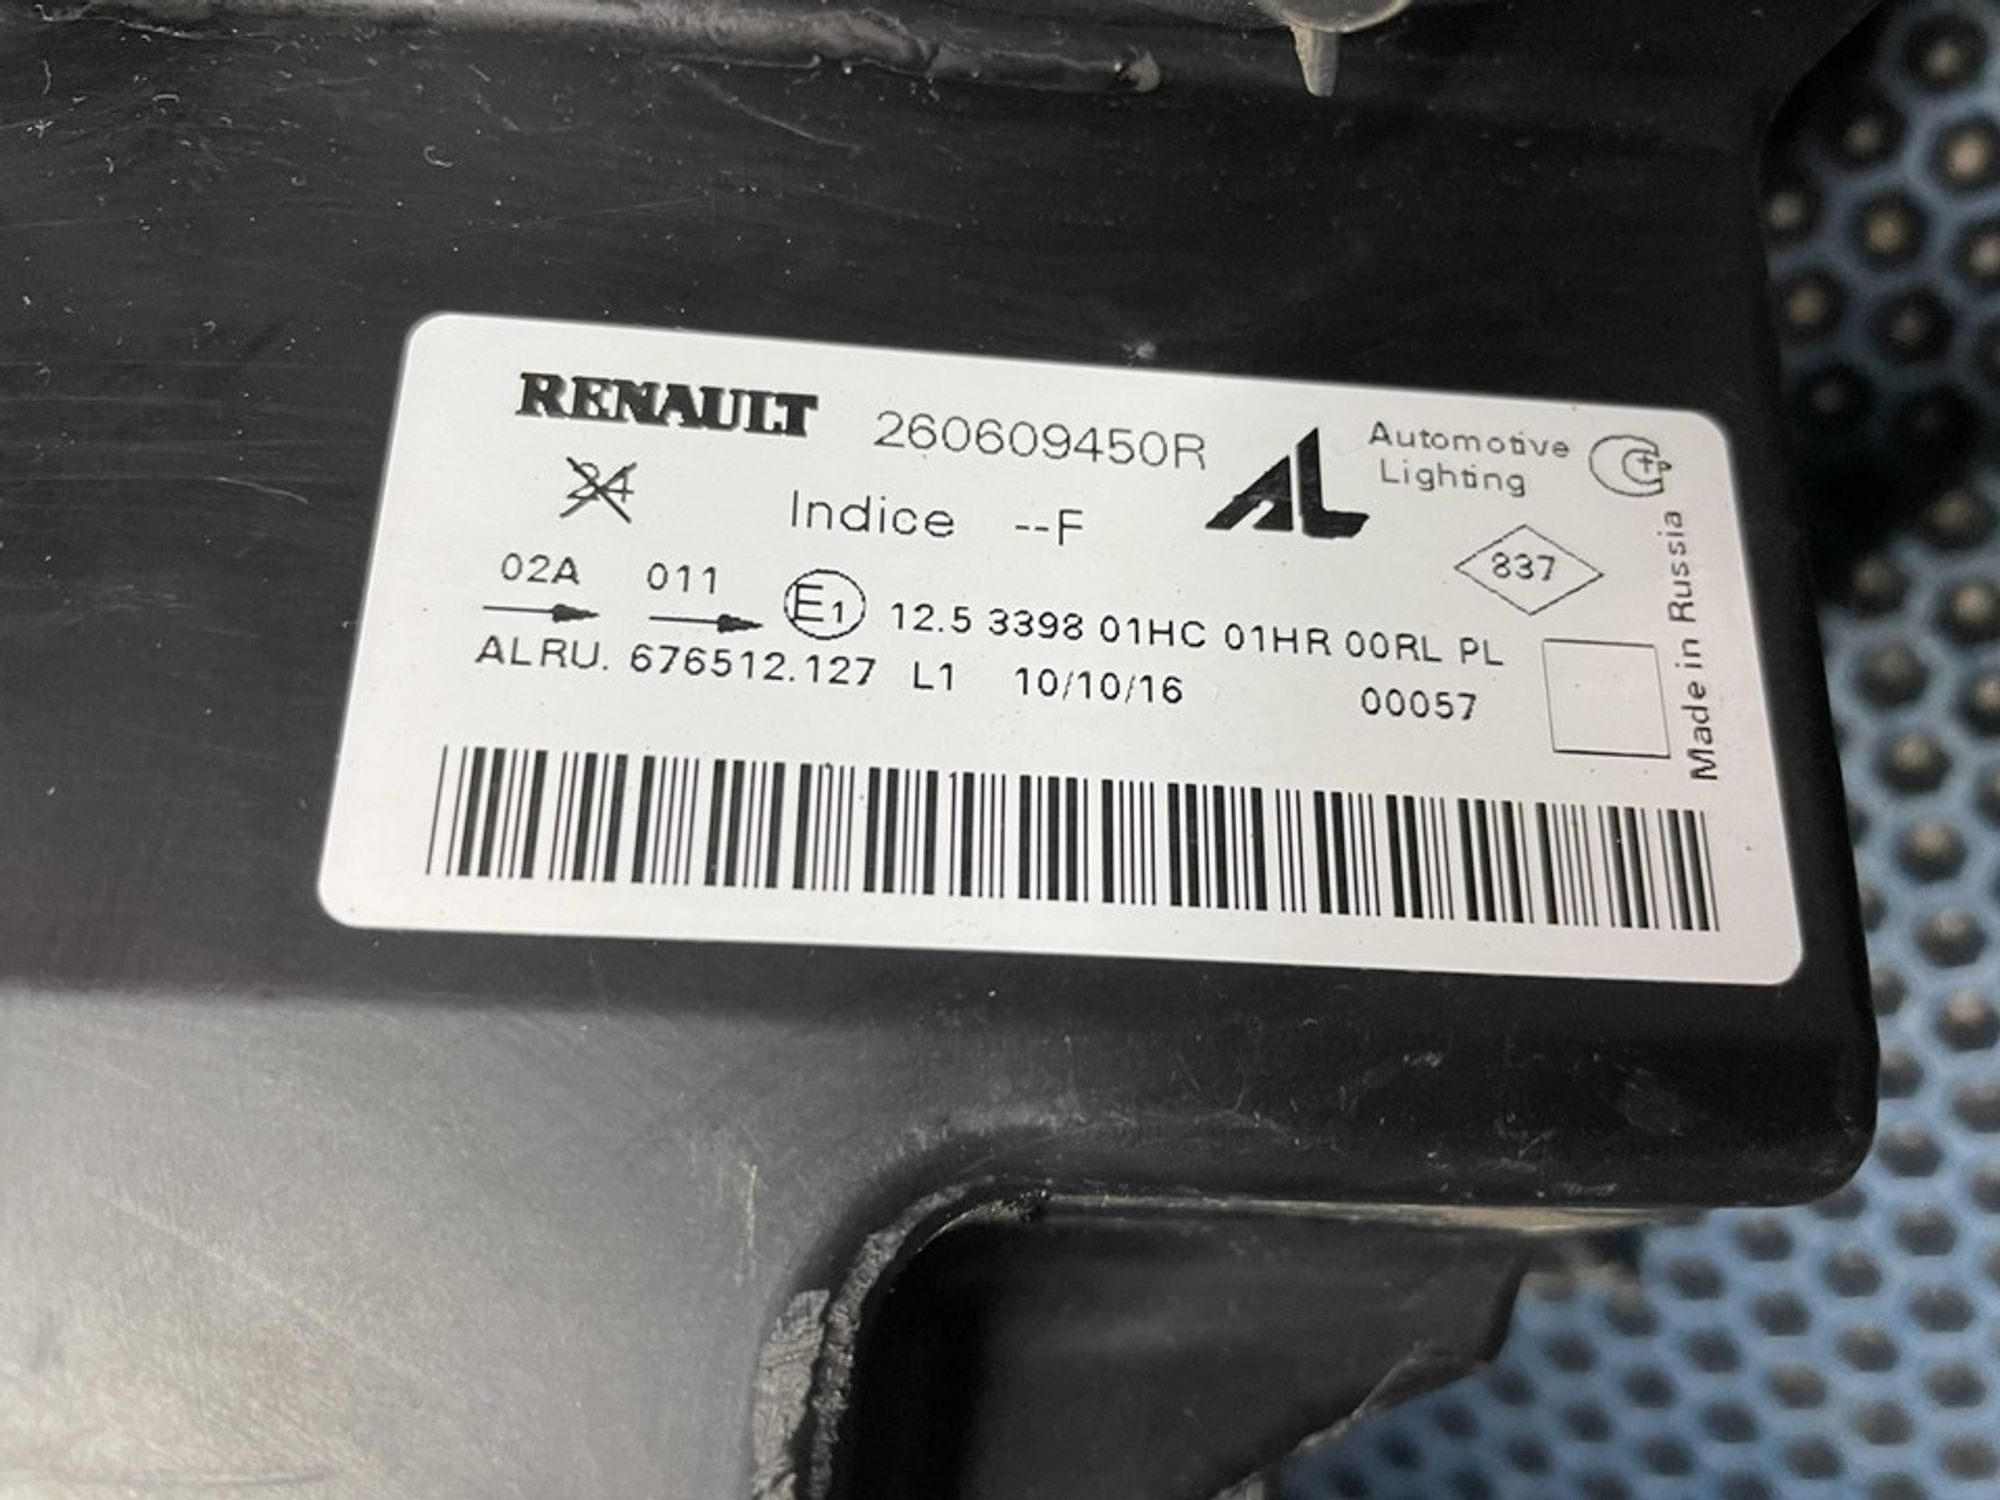 RENAULT 260609450R
AL Automotive
Lighting
24
Indice --F
837
02A 011 E1 12.5 3398 01HC 01HR 00RL PL
ALRU. 676512.127 L1 10/10/16 00057
Made in Russia